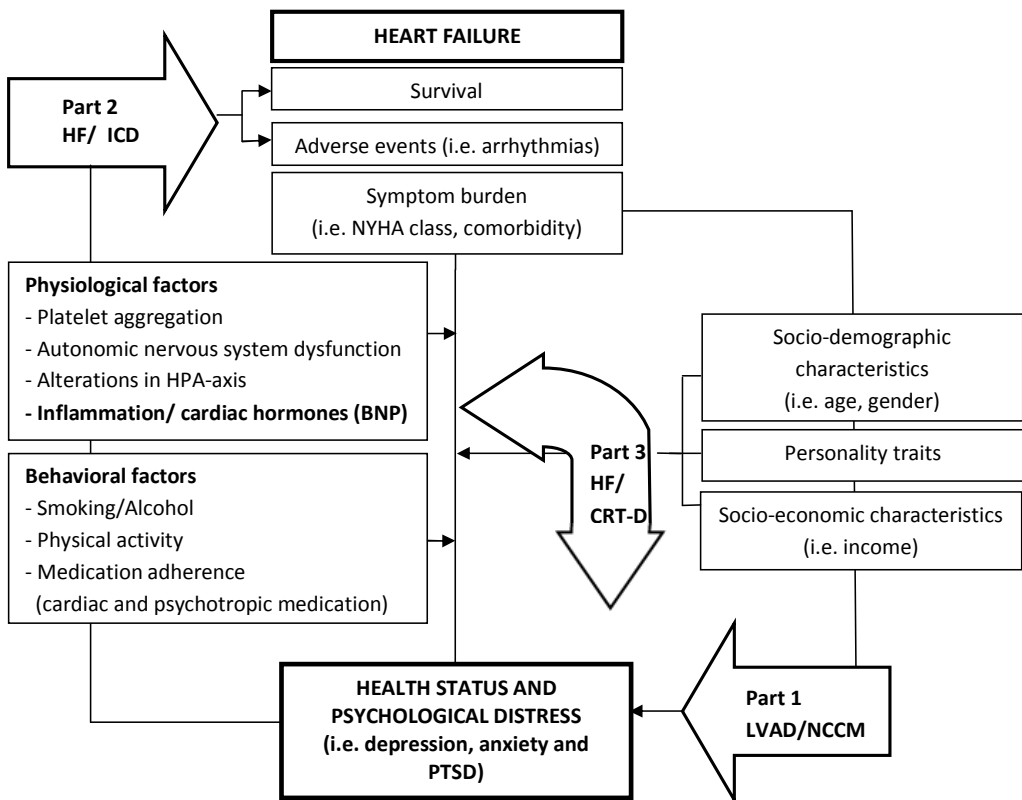 HEART FAILURE
Part 2
HF/ ICD
Survival
Adverse events (i.e. arrhythmias)
Symptom burden
(i.e. NYHA class, comorbidity)
Physiological factors
- Platelet aggregation
- Autonomic nervous system dysfunction
- Alterations in HPA-axis
- Inflammation/ cardiac hormones (BNP)
Behavioral factors
- Smoking/Alcohol
- Physical activity
- Medication adherence
(cardiac and psychotropic medication)
Part 3
HF/
CRT-D
Socio-demographic
characteristics
(i.e. age, gender)
Personality traits
Socio-economic characteristics
(i.e. income)
HEALTH STATUS AND
PSYCHOLOGICAL DISTRESS
(i.e. depression, anxiety and
PTSD)
Part 1
LVAD/NCCM